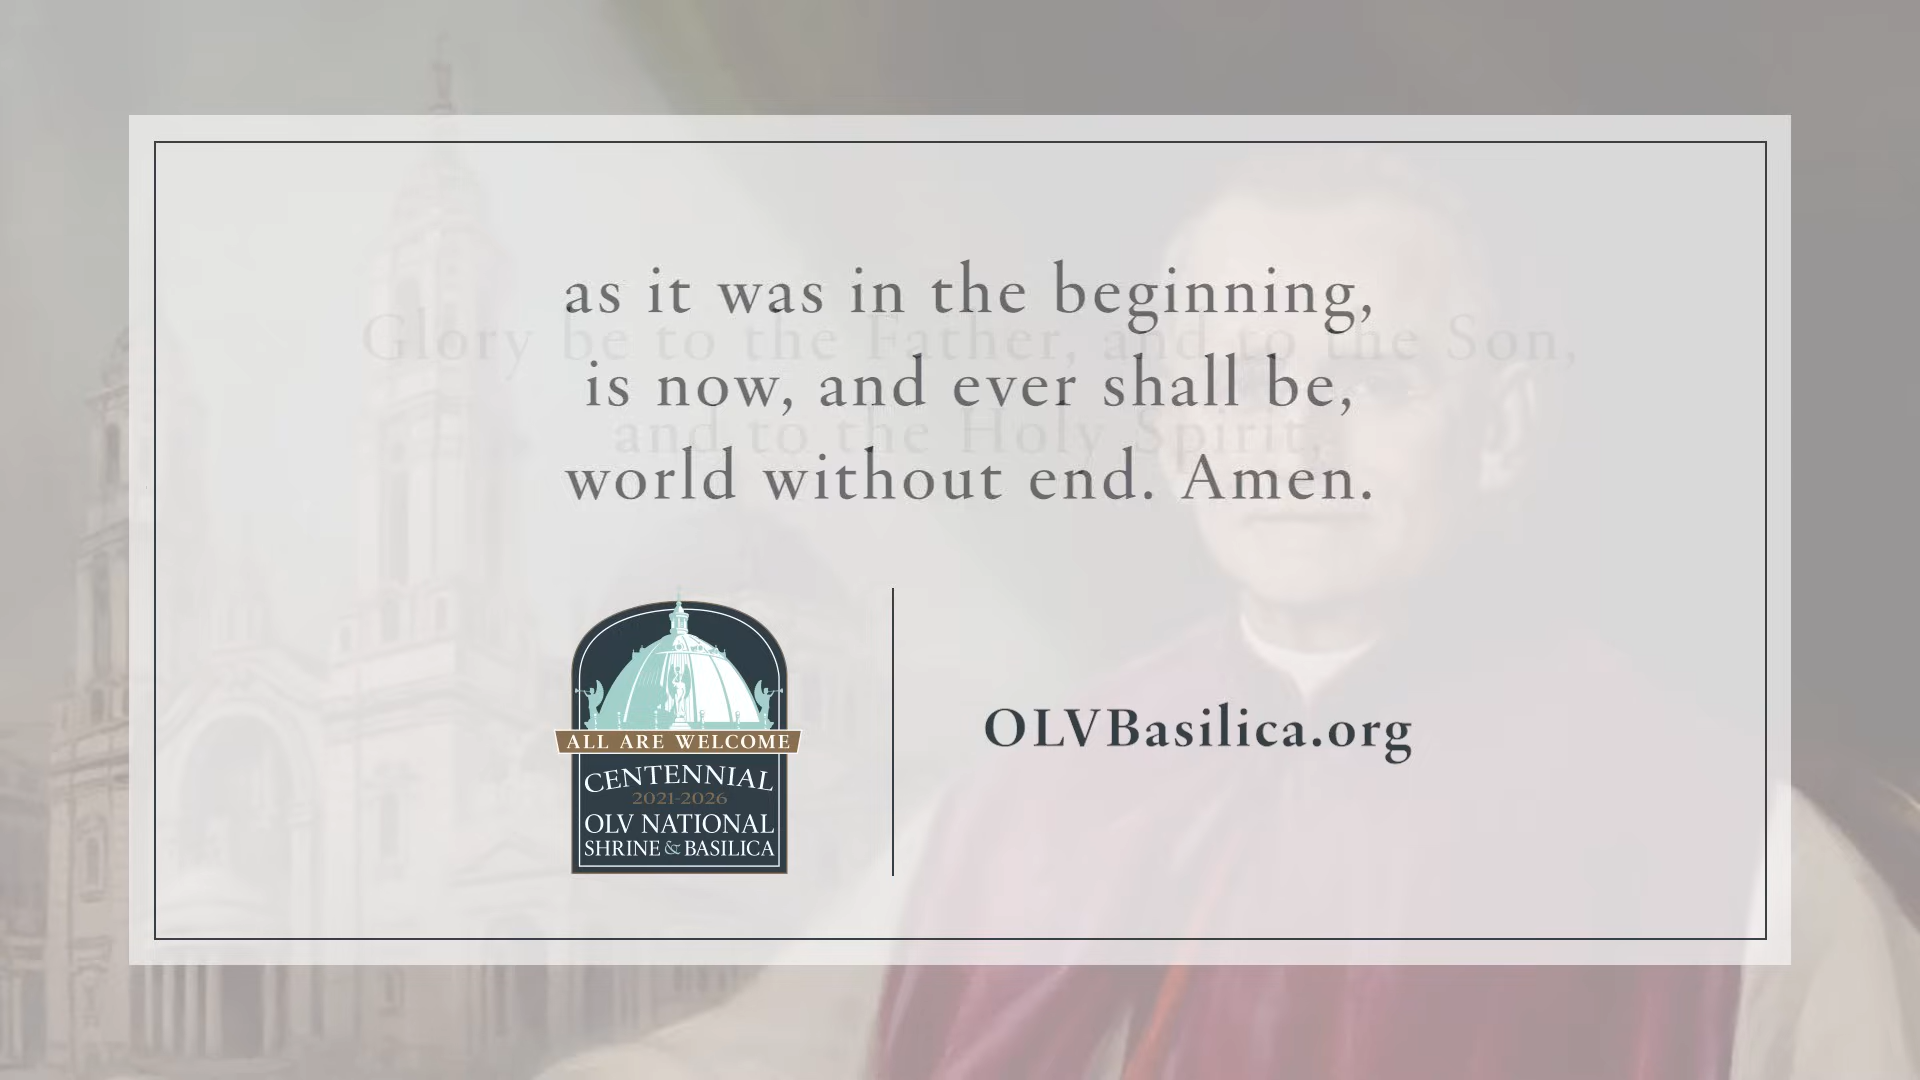 Glory be to the Father, and to the Son,
and to the Holy Spirit,
as it was in the beginning,
is now, and ever shall be,
world without end. Amen.
ALL ARE WELCOME
CENTENNIAL
2021-2026
OLV NATIONAL
SHRINE & BASILICA
OLVBasilica.org